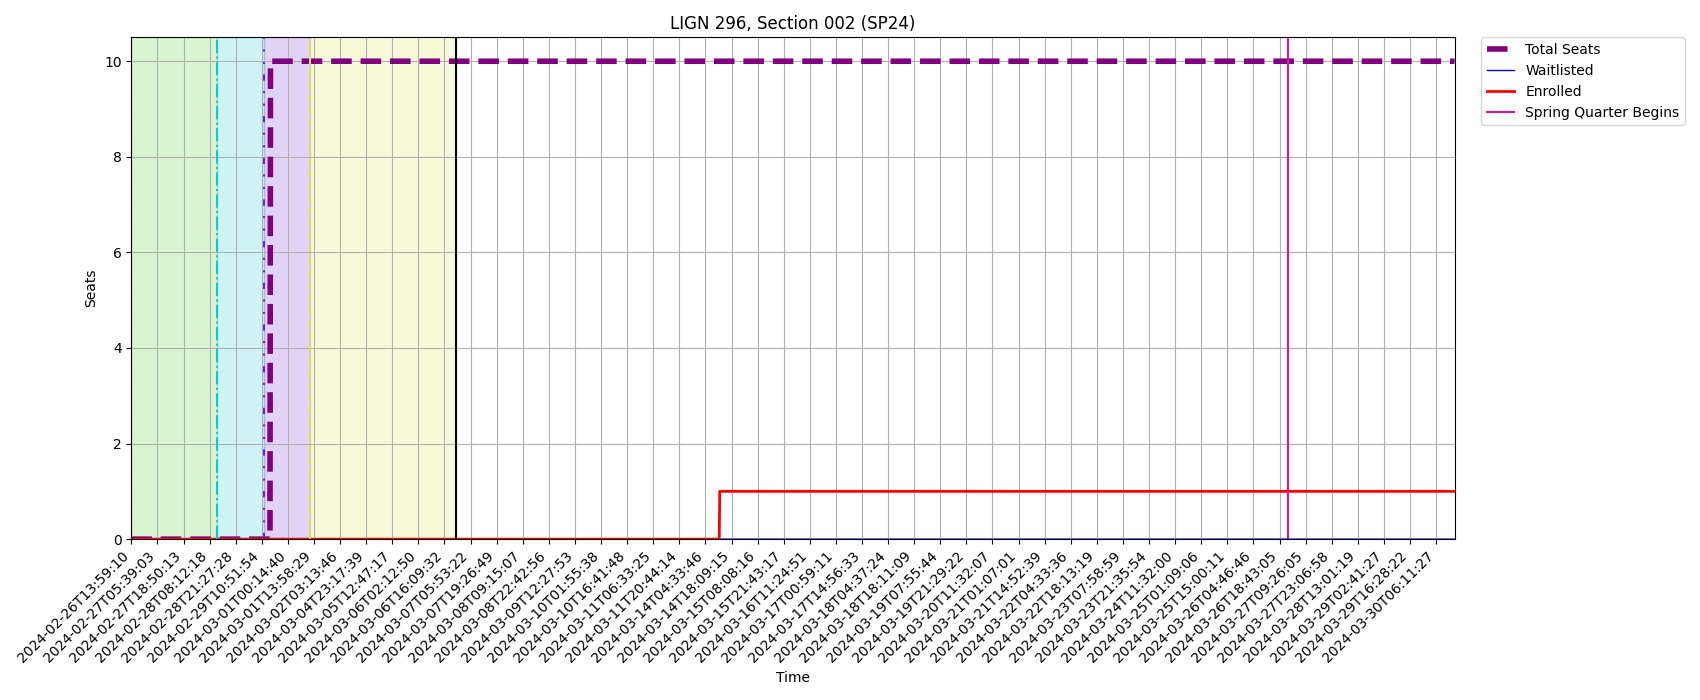 LIGN 296, Section 002 (SP24)
Total Seats
Waitlisted
Enrolled
Spring Quarter Begins
Seats
10
8
6
4
2
0
2024-02-26T13:59:10
2024-02-27T05:39:03
2024-02-27T18:50:13
2024-02-28T08:12:18
2024-02-28T21:27:28
2024-02-29T10:51:54
2024-03-01T00:14:40
2024-03-01T13:58:29
2024-03-02T03:13:46
2024-03-04T23:17:39
2024-03-05T12:47:17
2024-03-06T02:12:50
2024-03-06T16:09:32
2024-03-07T05:53:22
2024-03-07T19:26:49
2024-03-08T09:15:07
2024-03-08T22:42:56
2024-03-09T12:27:53
2024-03-10T01:55:38
2024-03-10T16:41:48
2024-03-11T06:33:25
2024-03-11T20:44:14
2024-03-14T04:33:46
2024-03-14T18:09:15
2024-03-15T08:08:16
2024-03-15T21:43:17
2024-03-16T11:24:51
2024-03-17T00:59:11
2024-03-17T14:56:33
2024-03-18T04:37:24
2024-03-18T18:11:09
2024-03-19T07:55:44
2024-03-19T21:29:22
2024-03-20T11:32:07
2024-03-21T01:07:01
2024-03-21T14:52:39
2024-03-22T04:33:36
2024-03-22T18:13:19
2024-03-23T07:58:59
2024-03-23T21:35:54
2024-03-24T11:32:00
2024-03-25T01:09:06
2024-03-25T15:00:11
2024-03-26T04:46:46
2024-03-26T18:43:05
2024-03-27T09:26:05
2024-03-27T23:06:58
2024-03-28T13:01:19
2024-03-29T02:41:27
2024-03-29T16:28:22
2024-03-30T06:11:27
Time